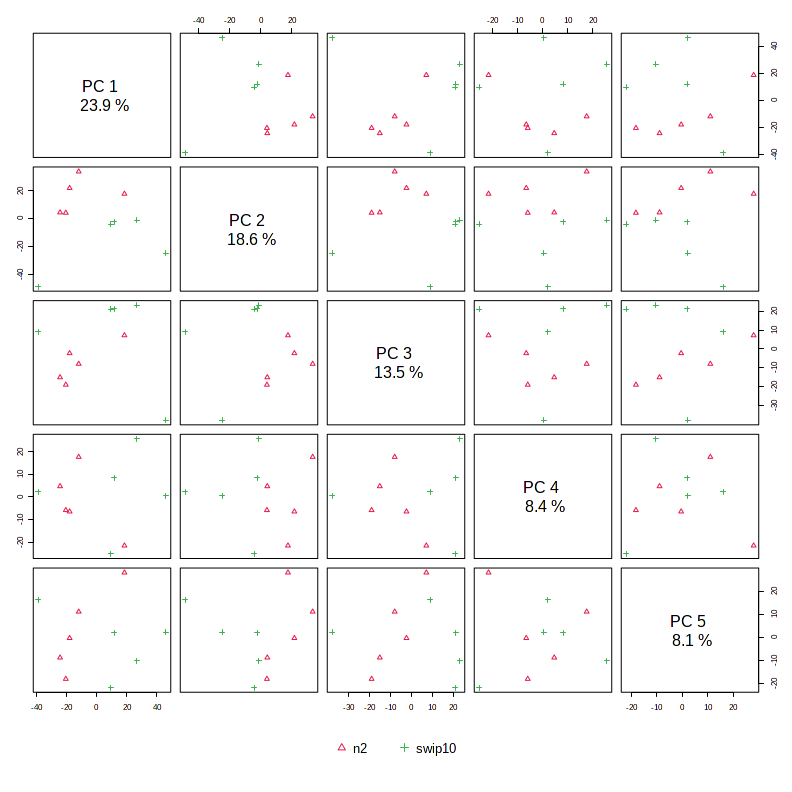 -40 -20 0 20
-20 -10 0 10 20
PC 1
23.9 %
-40 -20 0 20 40
-40 -20 0 20
PC 2
18.6 %
PC 3
13.5 %
-30 -20 -10 0 10 20
-20 -10 0 10 20
PC 4
8.4 %
PC 5
8.1 %
-20 -10 0 10 20
-40 -20 0 20 40
-30 -20 -10 0 10 20
-20 -10 0 10 20
n2 swip10